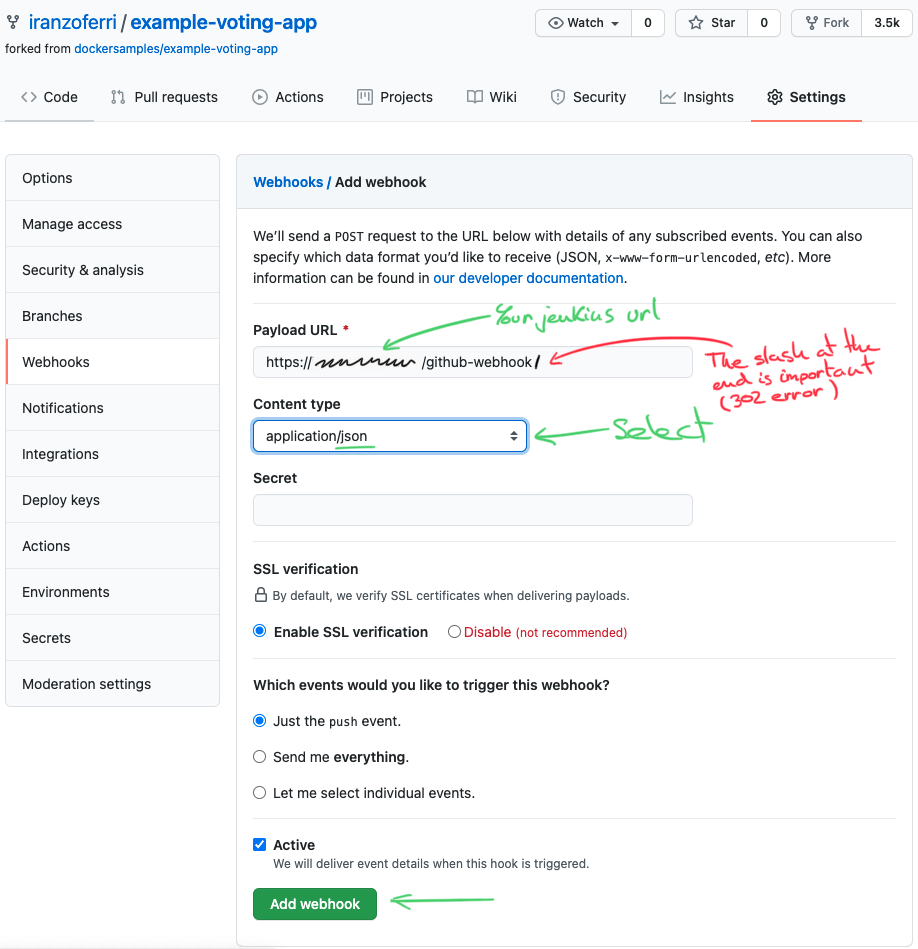 iranzoferri / example-voting-app
Watch 0 Star 0 Fork 3.5k
forked from dockersamples/example-voting-app
Code Pull requests Actions Projects Wiki Security Insights Settings
Options
Manage access
Security & analysis
Branches
Webhooks
Notifications
Integrations
Deploy keys
Actions
Environments
Secrets
Moderation settings
Webhooks / Add webhook
We’ll send a POST request to the URL below with details of any subscribed events. You can also
specify which data format you’d like to receive (JSON, x-www-form-urlencoded, etc). More
information can be found in our developer documentation.
Your jenkins url
Payload URL *
https:// /github-webhook/
The slash at the
end is important
(302 error)
Content type
application/json
select
Secret
SSL verification
By default, we verify SSL certificates when delivering payloads.
Enable SSL verification Disable (not recommended)
Which events would you like to trigger this webhook?
Just the push event.
Send me everything.
Let me select individual events.
Active
We will deliver event details when this hook is triggered.
Add webhook